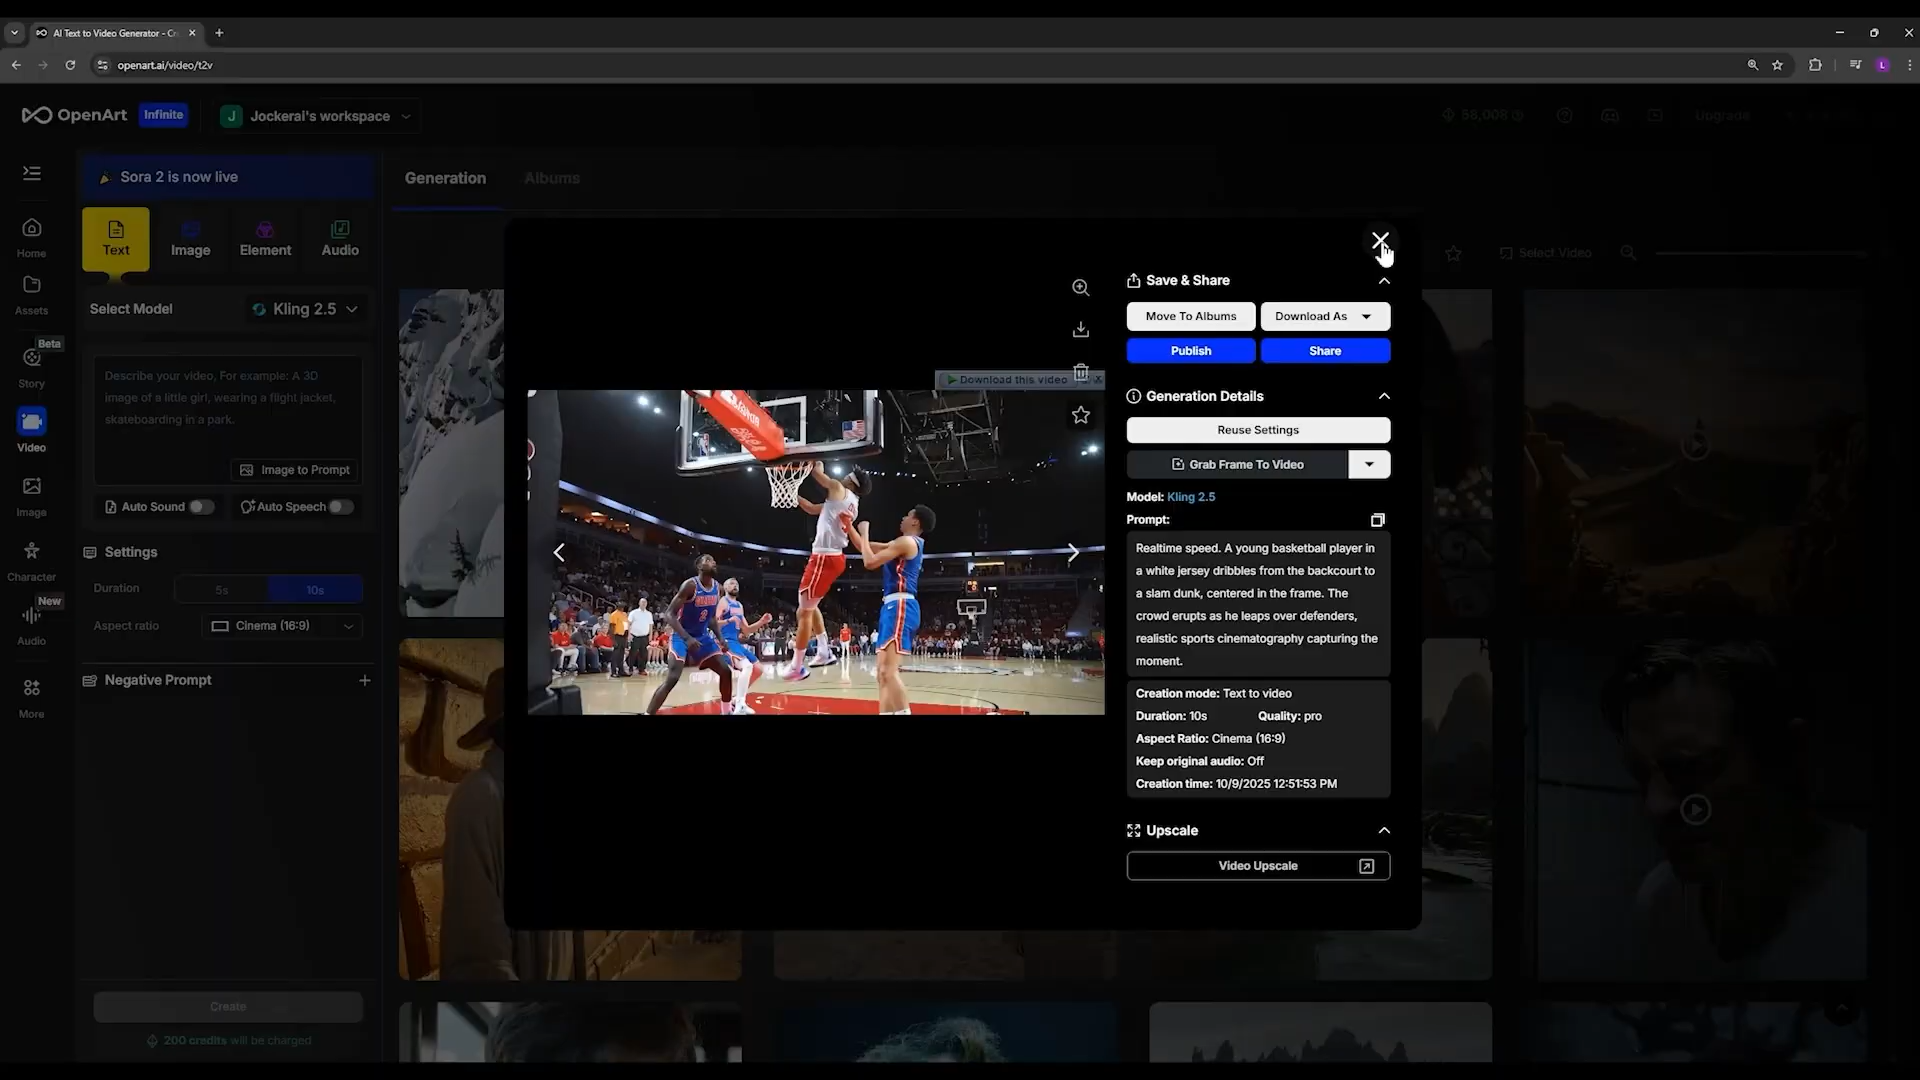 AI Text to Video Generator - Cr
openart.ai/video/t2v
L
OpenArt
Infinite
J
Jockerai's workspace
58,008
Upgrade
Sora 2 is now live
Generation
Albums
Text
Image
Element
Audio
Select Video
Home
Assets
Beta
Story
Video
Image
Character
New
Audio
More
Select Model
Kling 2.5
Describe your video, For example: A 3D
image of a little girl, wearing a flight jacket,
skateboarding in a park.
Image to Prompt
Auto Sound
Auto Speech
Settings
Duration
5s
10s
Aspect ratio
Cinema (16:9)
Negative Prompt
Create
200 credits will be charged
Download this video
Save & Share
Move To Albums
Download As
Publish
Share
Generation Details
Reuse Settings
Grab Frame To Video
Model: Kling 2.5
Prompt:
Realtime speed. A young basketball player in
a white jersey dribbles from the backcourt to
a slam dunk, centered in the frame. The
crowd erupts as he leaps over defenders,
realistic sports cinematography capturing the
moment.
Creation mode: Text to video
Duration: 10s
Quality: pro
Aspect Ratio: Cinema (16:9)
Keep original audio: Off
Creation time: 10/9/2025 12:51:53 PM
Upscale
Video Upscale